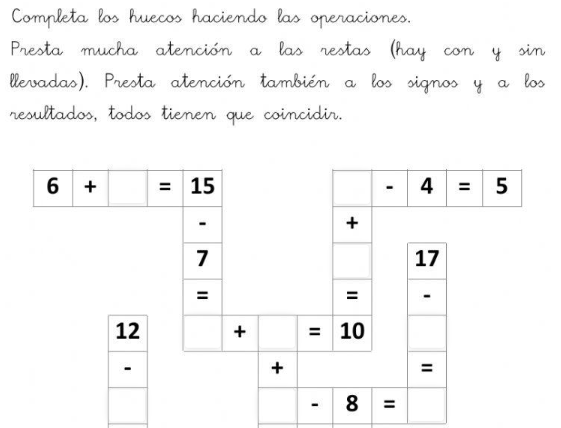 Completa los huecos haciendo las operaciones.
Presta mucha atención a las restas (hay con y sin
llevadas). Presta atención también a los signos y a los
resultados, todos tienen que coincidir.
6 + = 15 - 4 = 5
- +
7 17
= = -
12 + = 10
- + =
- 8 =